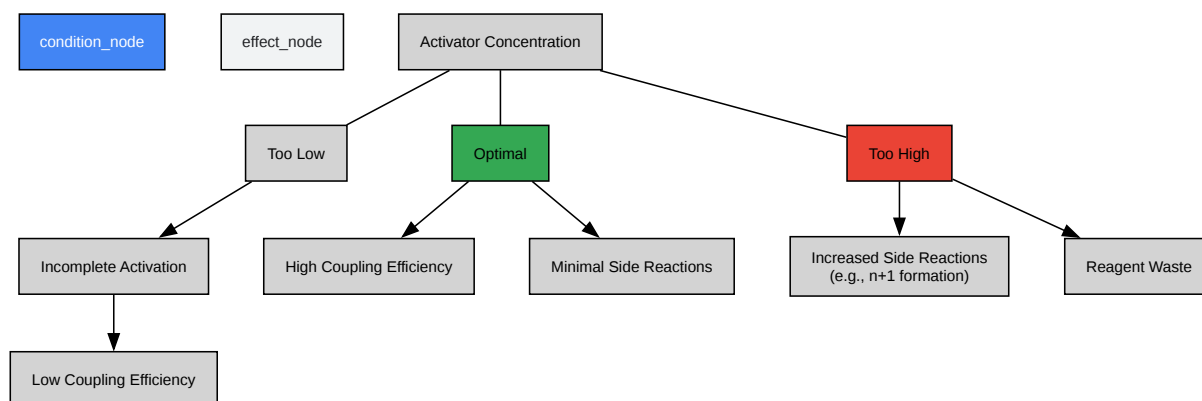 condition_node
effect_node
Activator Concentration
Too Low
Optimal
Too High
Incomplete Activation
High Coupling Efficiency
Minimal Side Reactions
Increased Side Reactions
(e.g., n+1 formation)
Reagent Waste
Low Coupling Efficiency